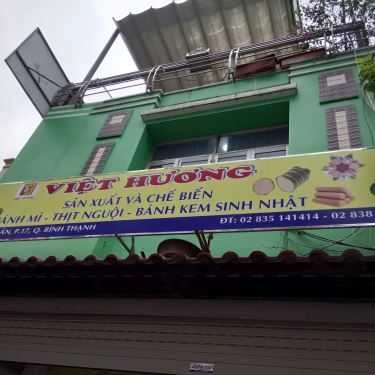 VIỆT HƯƠNG
SẢN XUẤT VÀ CHẾ BIẾN
BÁNH MÌ - THỊT NGUỘI - BÁNH KEM SINH NHẬT
P.17, Q. BÌNH THẠNH
ĐT: 02 835 141414 - 02 838